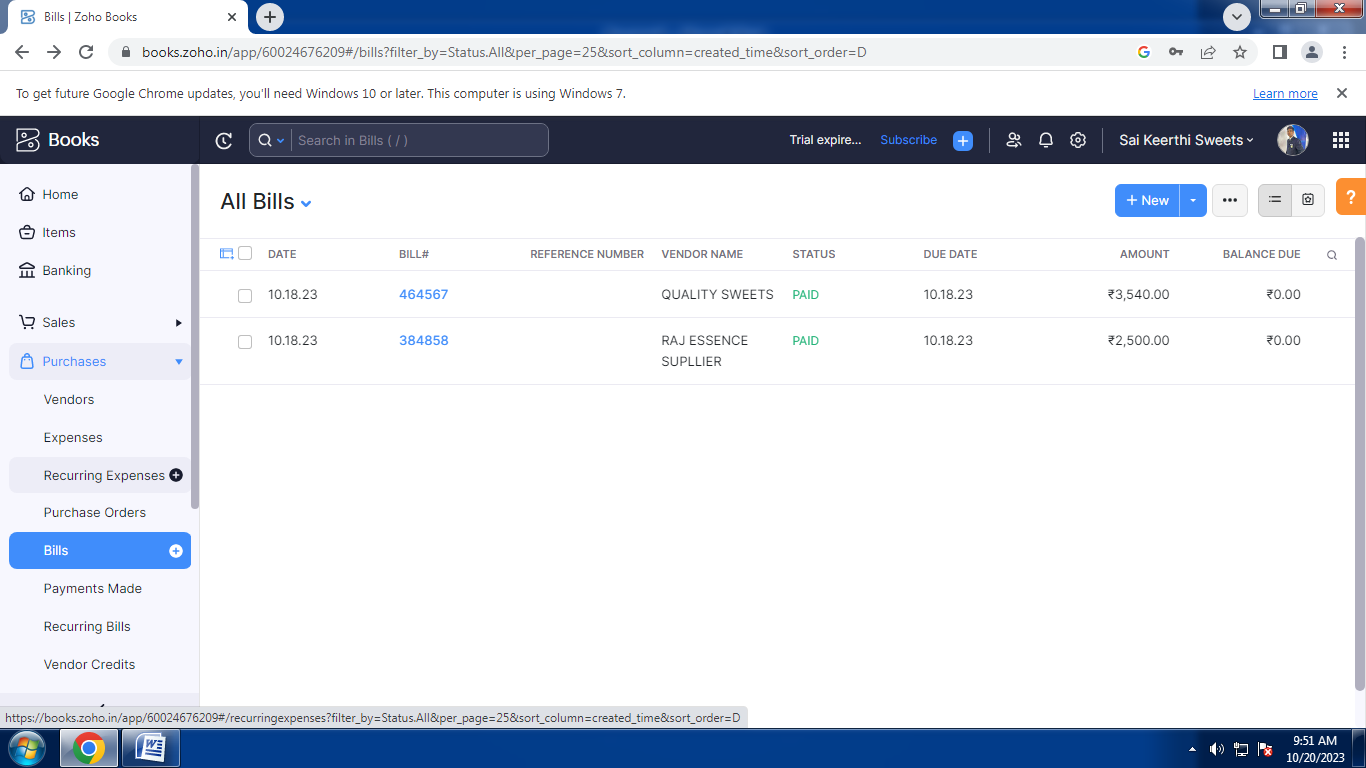 Bills | Zoho Books
books.zoho.in/app/60024676209#/bills?filter_by=Status.All&per_page=25&sort_column=created_time&sort_order=D
To get future Google Chrome updates, you'll need Windows 10 or later. This computer is using Windows 7.
Learn more
Books
Search in Bills ( / )
Trial expire...
Subscribe
Sai Keerthi Sweets
Home
Items
Banking
Sales
Purchases
Vendors
Expenses
Recurring Expenses
Purchase Orders
Bills
Payments Made
Recurring Bills
Vendor Credits
All Bills
+ New
?
DATE BILL# REFERENCE NUMBER VENDOR NAME STATUS DUE DATE AMOUNT BALANCE DUE
10.18.23 464567 QUALITY SWEETS PAID 10.18.23 ₹3,540.00 ₹0.00
10.18.23 384858 RAJ ESSENCE PAID 10.18.23 ₹2,500.00 ₹0.00
SUPLLIER
https://books.zoho.in/app/60024676209#/recurringexpenses?filter_by=Status.All&per_page=25&sort_column=created_time&sort_order=D
9:51 AM
10/20/2023